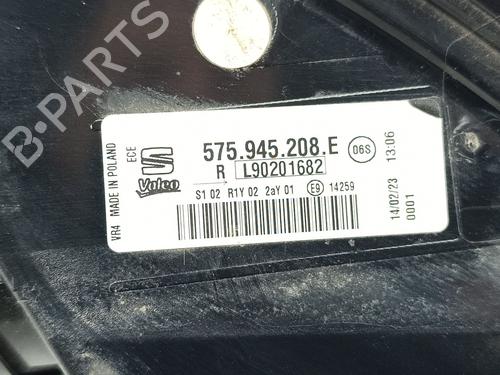 B-PARTS
VR4 MADE IN POLAND
ECE
S
Valeo
575.945.208.E
R L90201682
S1 02 R1Y 02 2aY 01 E9 14259
06S
14/02/23 13:06
0001